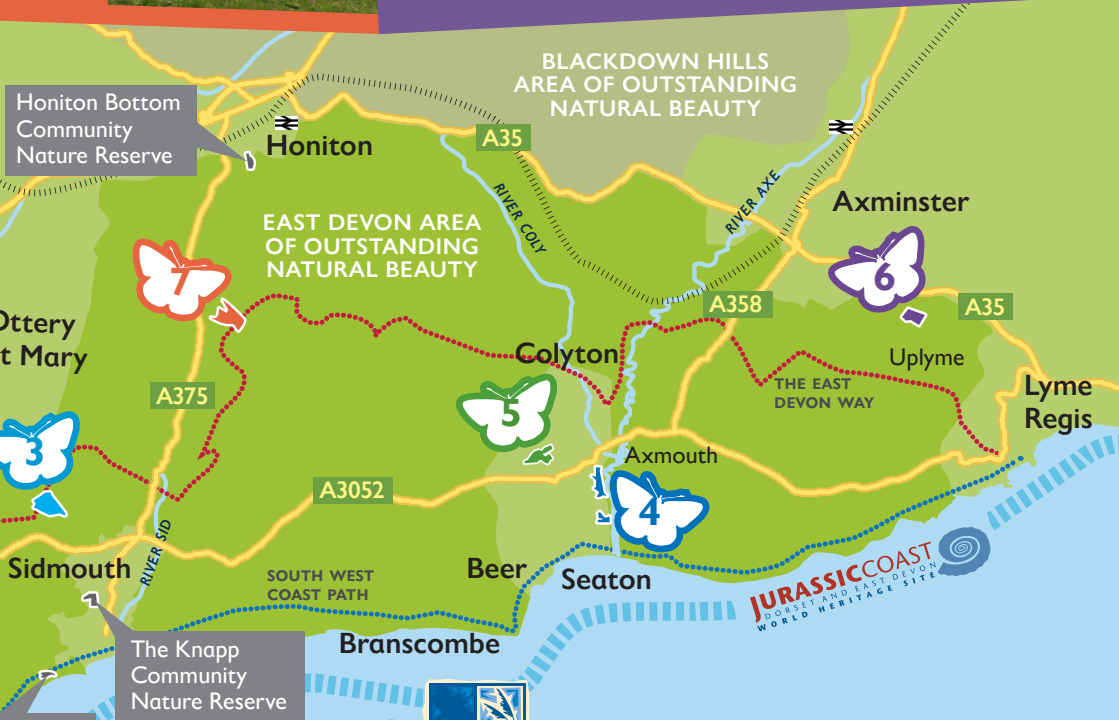 BLACKDOWN HILLS
AREA OF OUTSTANDING
NATURAL BEAUTY
Honiton Bottom
Community
Nature Reserve
Honiton
A35
RIVER COLY
RIVER AXE
Axminster
EAST DEVON AREA
OF OUTSTANDING
NATURAL BEAUTY
7
6
A358
A35
Ottery
t Mary
Colyton
Uplyme
THE EAST
DEVON WAY
Lyme
Regis
A375
5
3
Axmouth
A3052
4
RIVER SID
Sidmouth
SOUTH WEST
COAST PATH
Beer
Seaton
JURASSICCOAST
DORSET AND EAST DEVON
WORLD HERITAGE SITE
Branscombe
The Knapp
Community
Nature Reserve